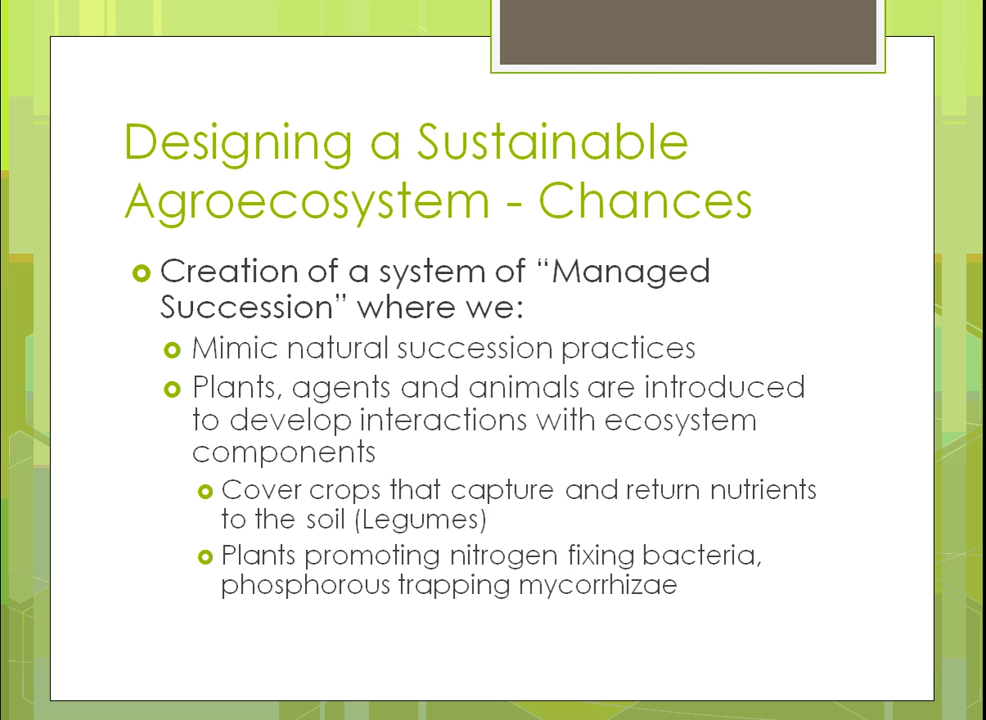 Designing a Sustainable
Agroecosystem - Chances
Creation of a system of “Managed
Succession” where we:
Mimic natural succession practices
Plants, agents and animals are introduced
to develop interactions with ecosystem
components
Cover crops that capture and return nutrients
to the soil (Legumes)
Plants promoting nitrogen fixing bacteria,
phosphorous trapping mycorrhizae